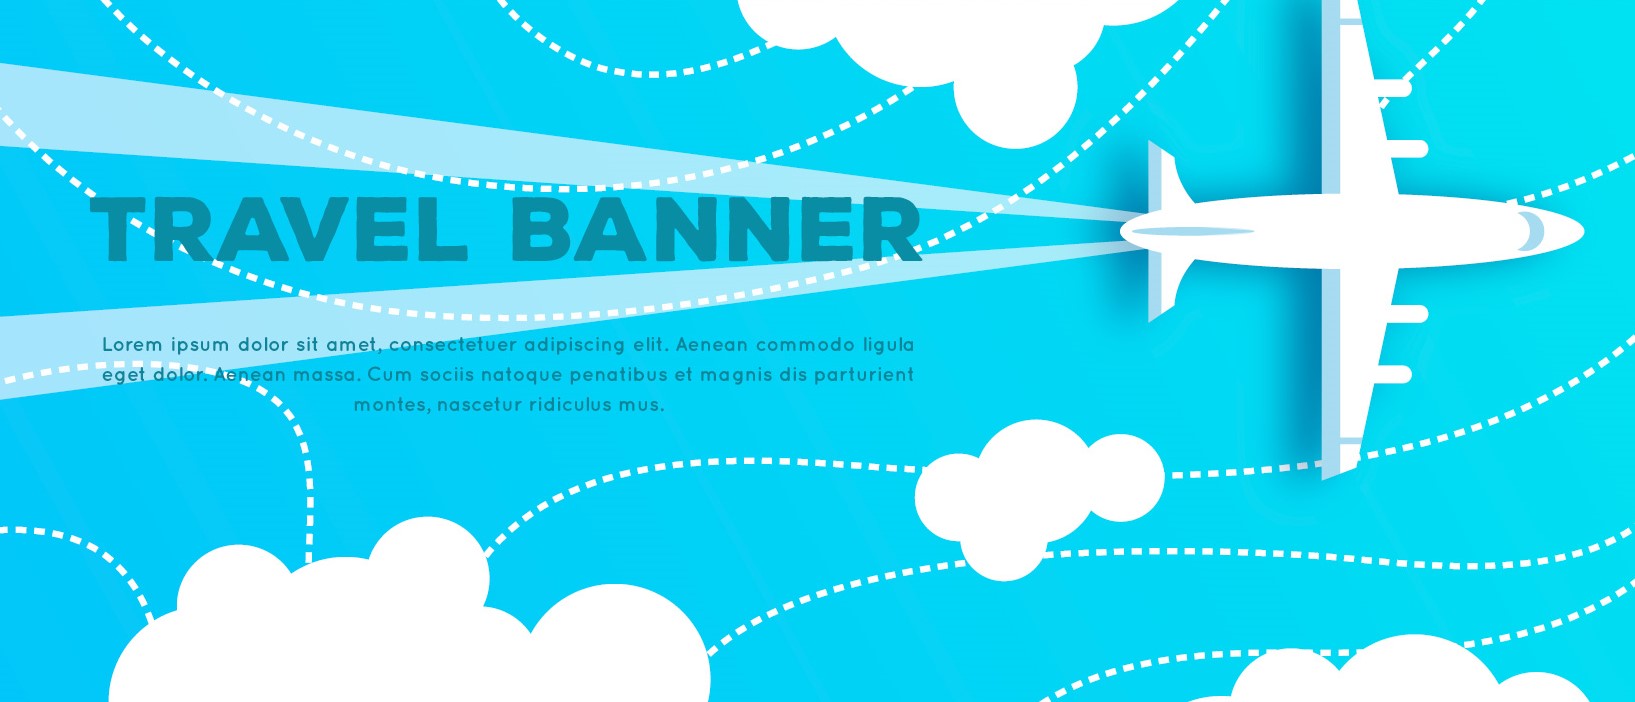 TRAVEL BANNER
Lorem ipsum dolor sit amet, consectetuer adipiscing elit. Aenean commodo ligula
eget dolor. Aenean massa. Cum sociis natoque penatibus et magnis dis parturient
montes, nascetur ridiculus mus.